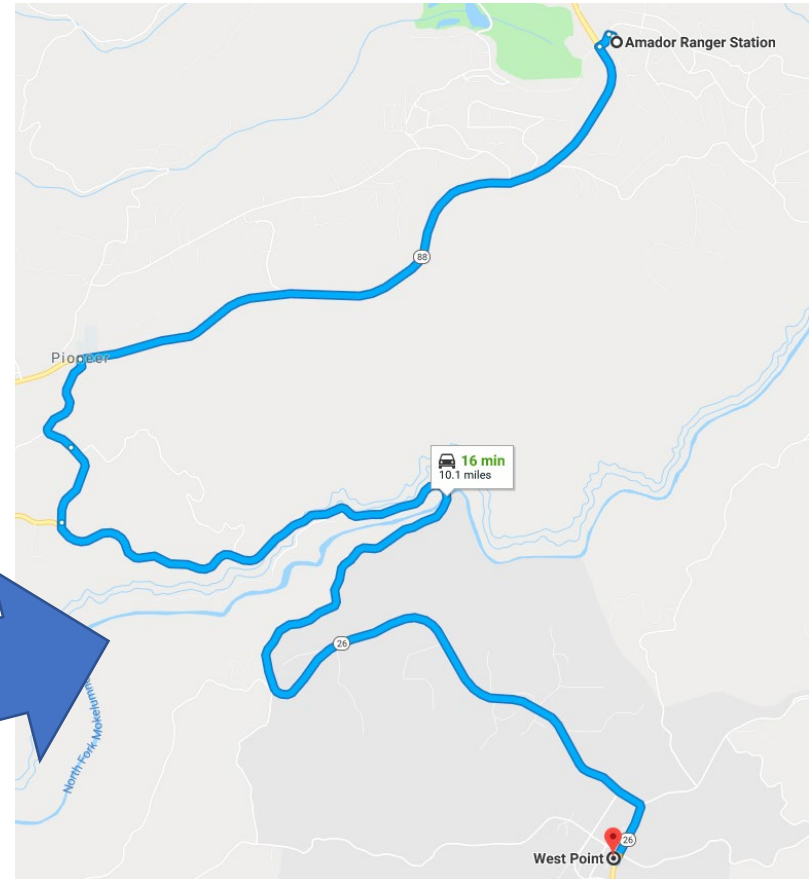 Amador Ranger Station
88
Pioneer
16 min
10.1 miles
26
North Fork Mokelumne
26
West Point